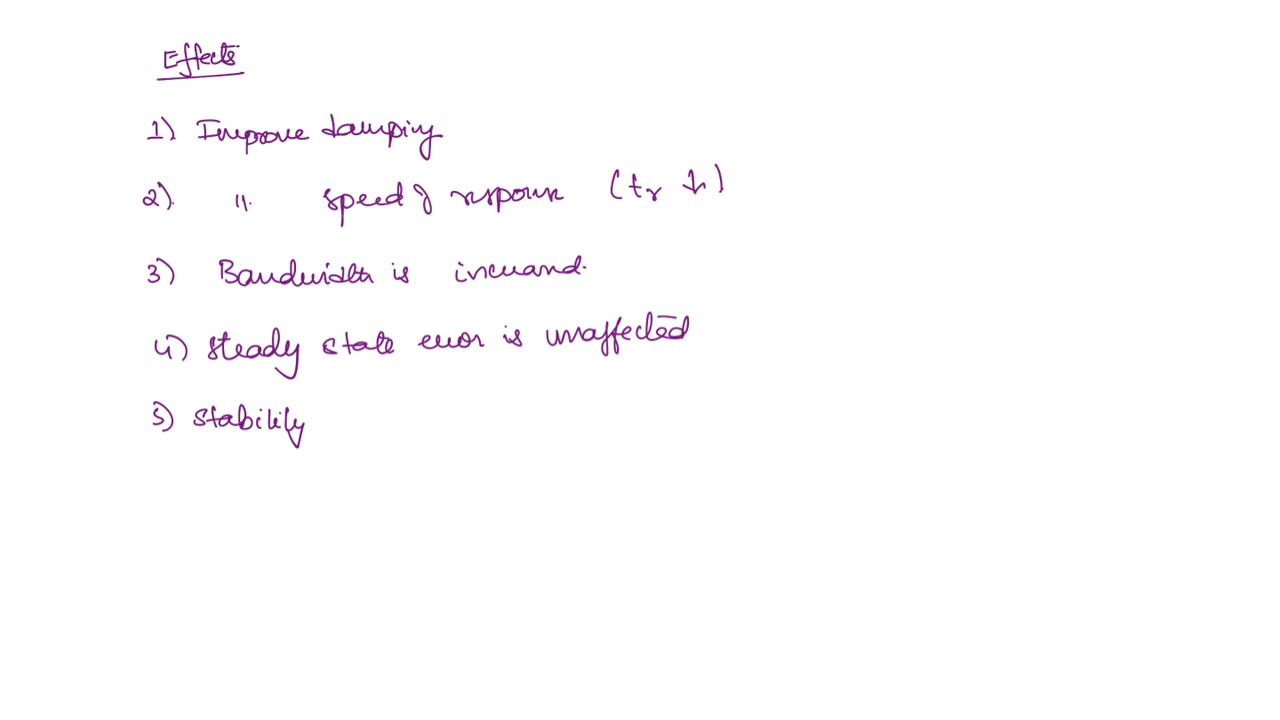 Effects
1) Improve damping
2) 〃 speed of response (tr ↓)
3) Bandwidth is increased.
4) steady state error is unaffected
5) stability